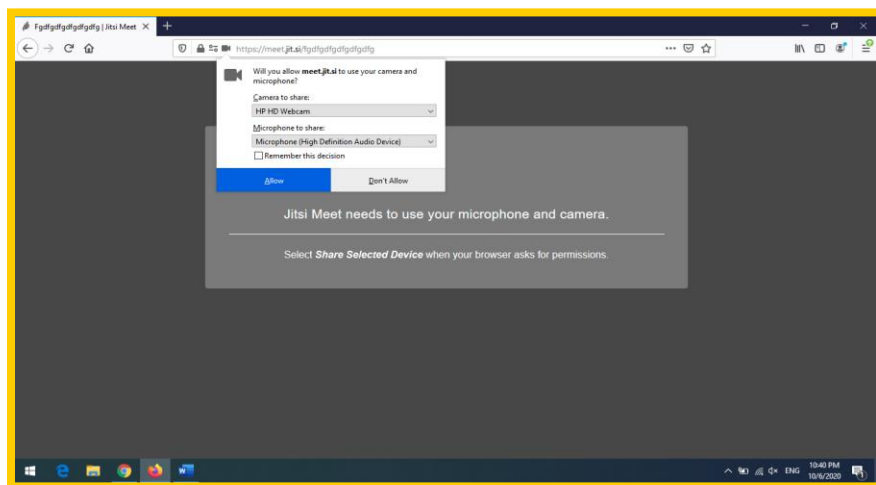 Fgdfgdfgdfgdfg | Jitsi Meet
https://meet.jit.si/fgdfgdfgdfgdfgdfg
Will you allow meet.jit.si to use your camera and
microphone?
Camera to share:
HP HD Webcam
Microphone to share:
Microphone (High Definition Audio Device)
Remember this decision
Allow
Don't Allow
Jitsi Meet needs to use your microphone and camera.
Select Share Selected Device when your browser asks for permissions.
ENG
10:40 PM
10/6/2020